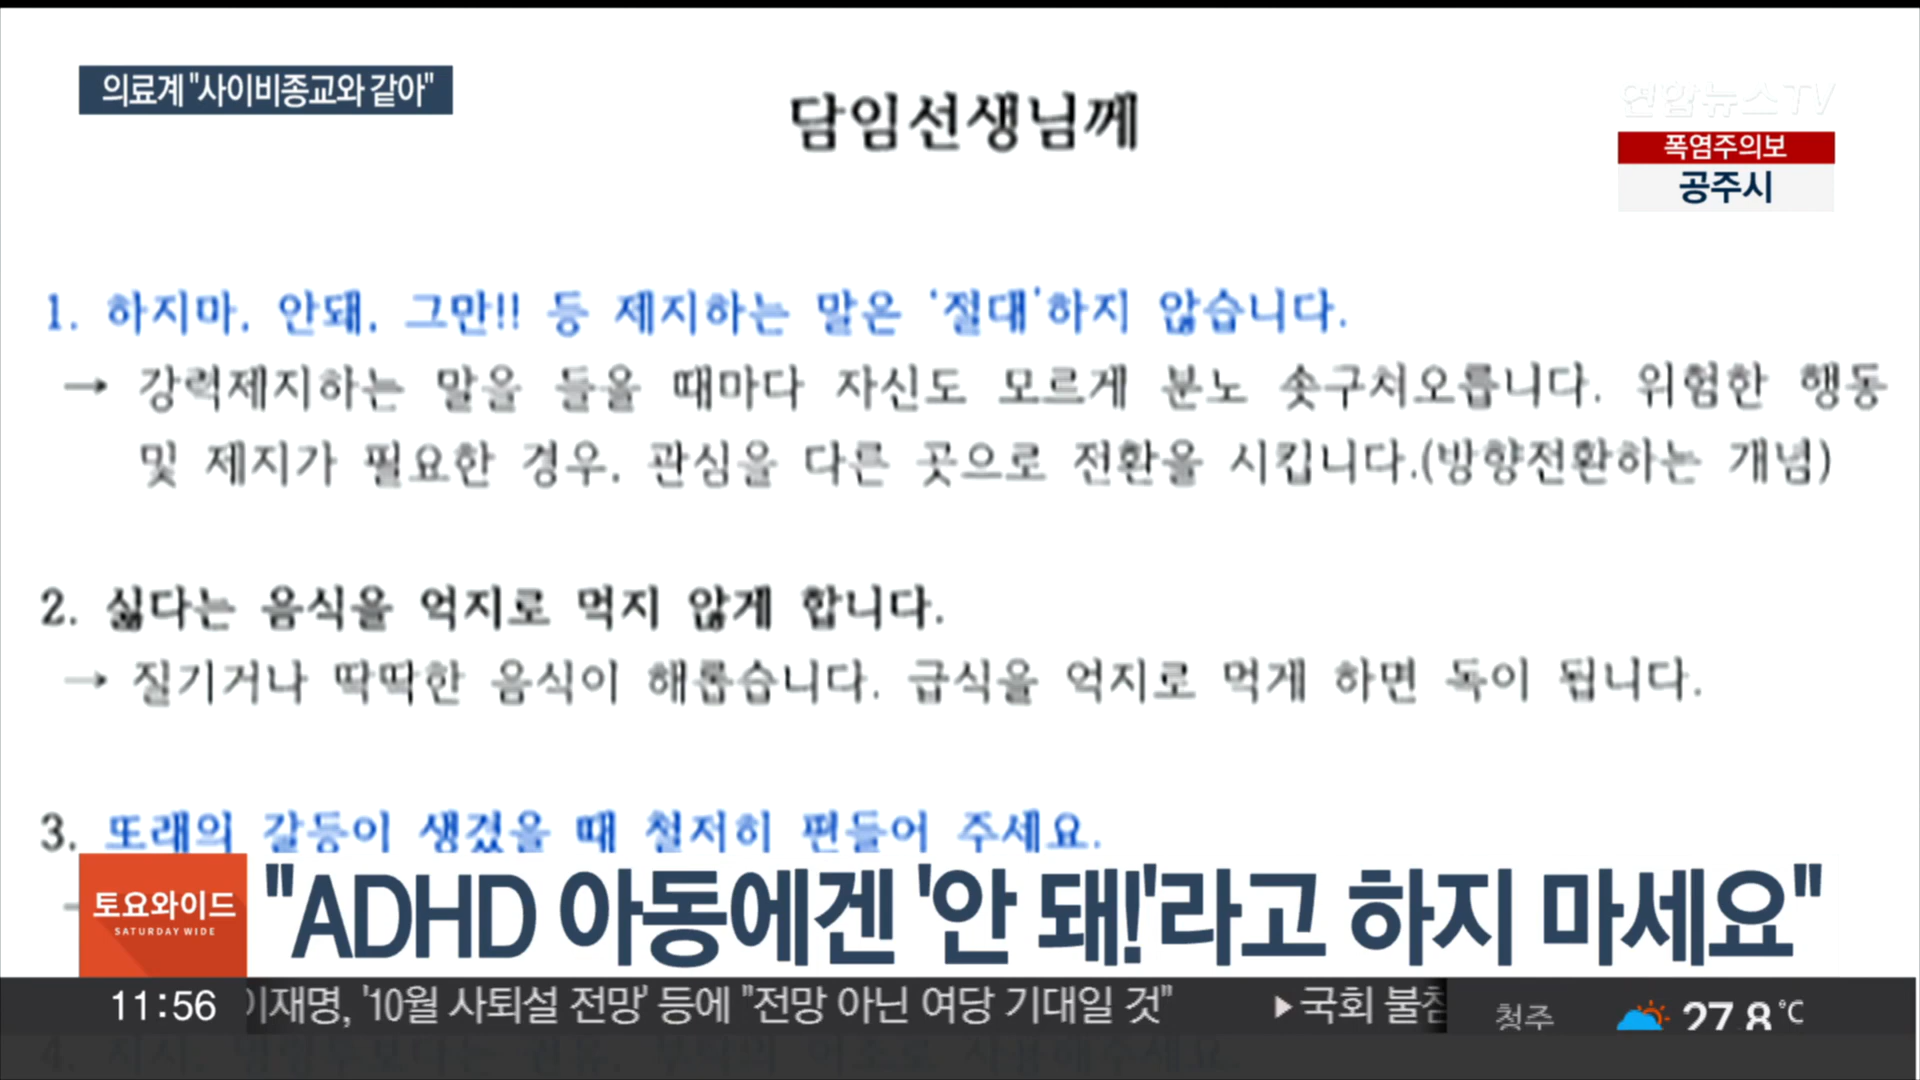 의료계 "사이비종교와 같아"
담임선생님께
연합뉴스TV
폭염주의보
공주시
1. 하지마, 안돼, 그만!! 등 제지하는 말은 '절대'하지 않습니다.
→ 강력제지하는 말을 들을 때마다 자신도 모르게 분노 솟구쳐오릅니다. 위험한 행동
및 제지가 필요한 경우, 관심을 다른 곳으로 전환을 시킵니다.(방향전환하는 개념)
2. 싫다는 음식을 억지로 먹지 않게 합니다.
→ 질기거나 딱딱한 음식이 해롭습니다. 급식을 억지로 먹게 하면 독이 됩니다.
3. 또래의 갈등이 생겼을 때 철저히 편들어 주세요.
토요와이드
SATURDAY WIDE
"ADHD 아동에겐 '안 돼!'라고 하지 마세요"
11:56
이재명, '10월 사퇴설 전망' 등에 "전망 아닌 여당 기대일 것"
▶국회 불참
청주
27.8℃